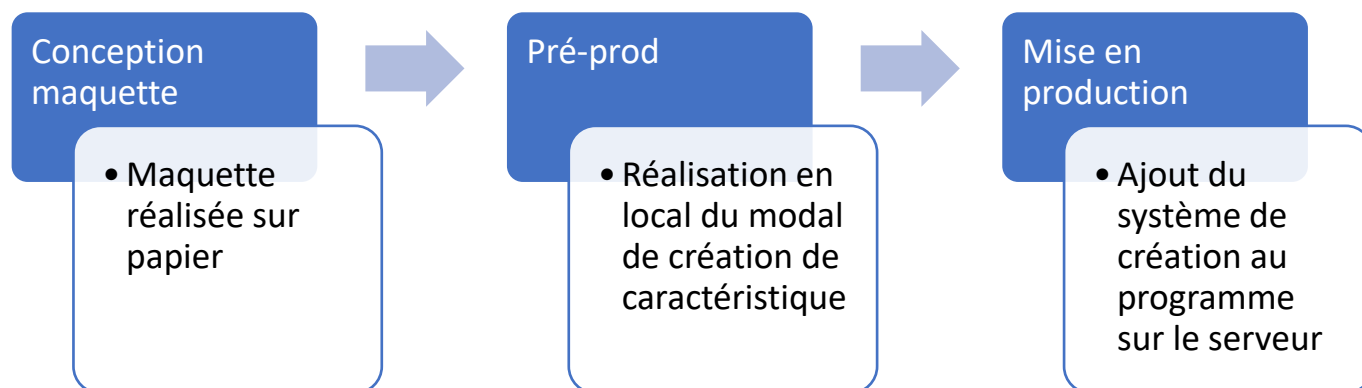 Conception
maquette
• Maquette
réalisée sur
papier
Pré-prod
• Réalisation en
local du modal
de création de
caractéristique
Mise en
production
• Ajout du
système de
création au
programme
sur le serveur